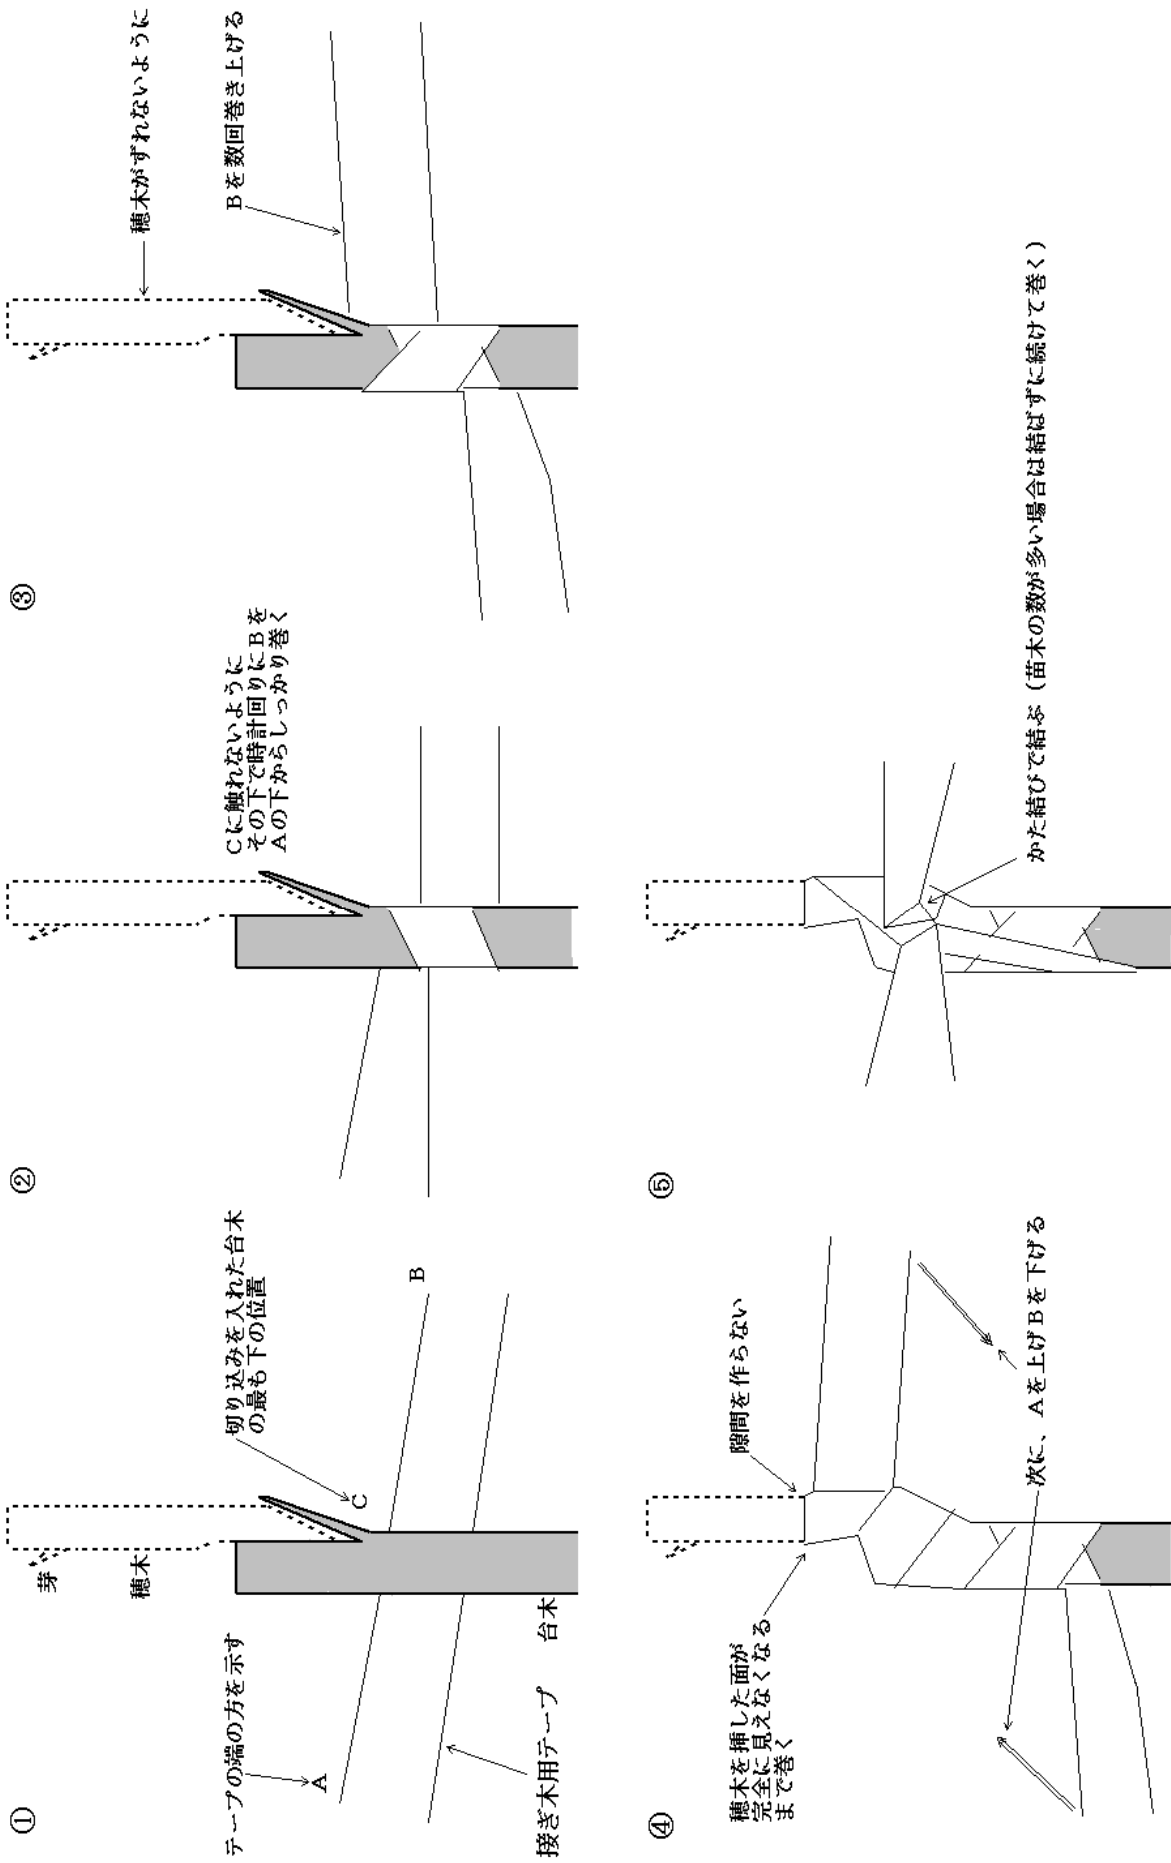 ①
テープの端の方を示す
A
接ぎ木用テープ
台木
芽
穂木
切り込みを入れた台木
の最も下の位置
C
B
②
Cに触れないように
その下で時計回りにBを
Aの下からしっかり巻く
③
穂木がずれないように
Bを数回巻き上げる
④
穂木を挿した面が
完全に見えなくなる
まで巻く
隙間を作らない
次に、Aを上げBを下げる
⑤
かた結びで結ぶ（苗木の数が多い場合は結ばずに続けて巻く）